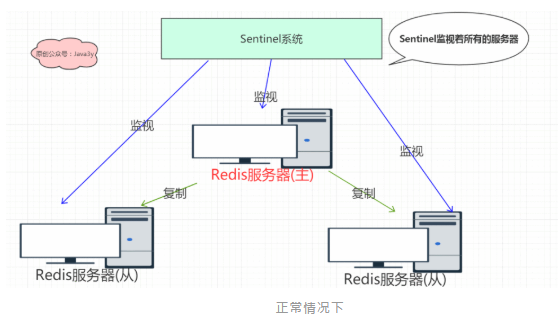 Sentinel系统
Sentinel监视着所有的服务器
原创公众号：Java3y
监视
监视
监视
Redis服务器(主)
复制
复制
Redis服务器(从)
Redis服务器(从)
正常情况下